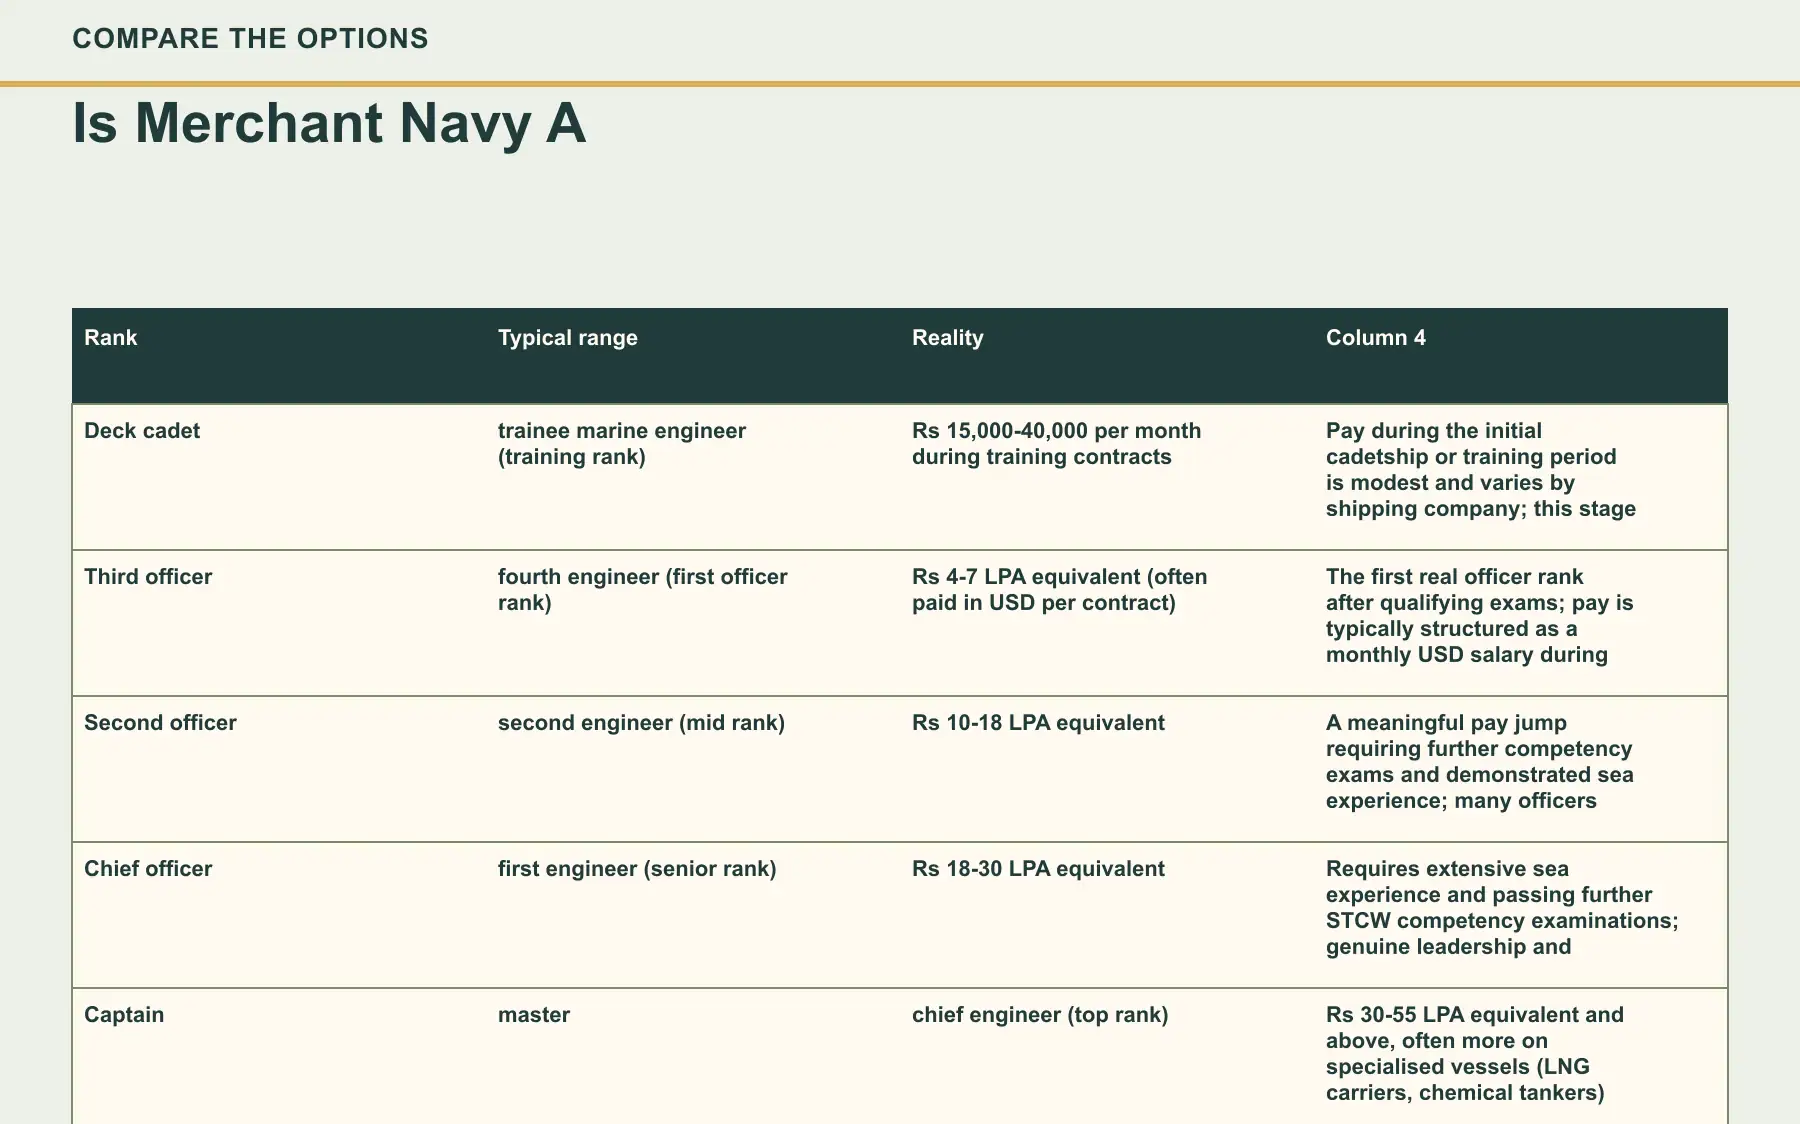 COMPARE THE OPTIONS
Is Merchant Navy A
Rank
Typical range
Reality
Column 4
Deck cadet
trainee marine engineer
(training rank)
Rs 15,000-40,000 per month
during training contracts
Pay during the initial
cadetship or training period
is modest and varies by
shipping company; this stage
Third officer
fourth engineer (first officer
rank)
Rs 4-7 LPA equivalent (often
paid in USD per contract)
The first real officer rank
after qualifying exams; pay is
typically structured as a
monthly USD salary during
Second officer
second engineer (mid rank)
Rs 10-18 LPA equivalent
A meaningful pay jump
requiring further competency
exams and demonstrated sea
experience; many officers
Chief officer
first engineer (senior rank)
Rs 18-30 LPA equivalent
Requires extensive sea
experience and passing further
STCW competency examinations;
genuine leadership and
Captain
master
chief engineer (top rank)
Rs 30-55 LPA equivalent and
above, often more on
specialised vessels (LNG
carriers, chemical tankers)